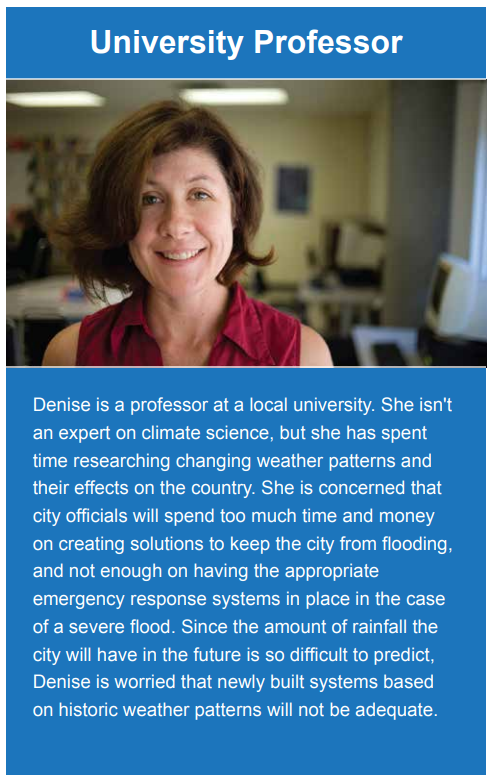 University Professor
Denise is a professor at a local university. She isn't
an expert on climate science, but she has spent
time researching changing weather patterns and
their effects on the country. She is concerned that
city officials will spend too much time and money
on creating solutions to keep the city from flooding,
and not enough on having the appropriate
emergency response systems in place in the case
of a severe flood. Since the amount of rainfall the
city will have in the future is so difficult to predict,
Denise is worried that newly built systems based
on historic weather patterns will not be adequate.